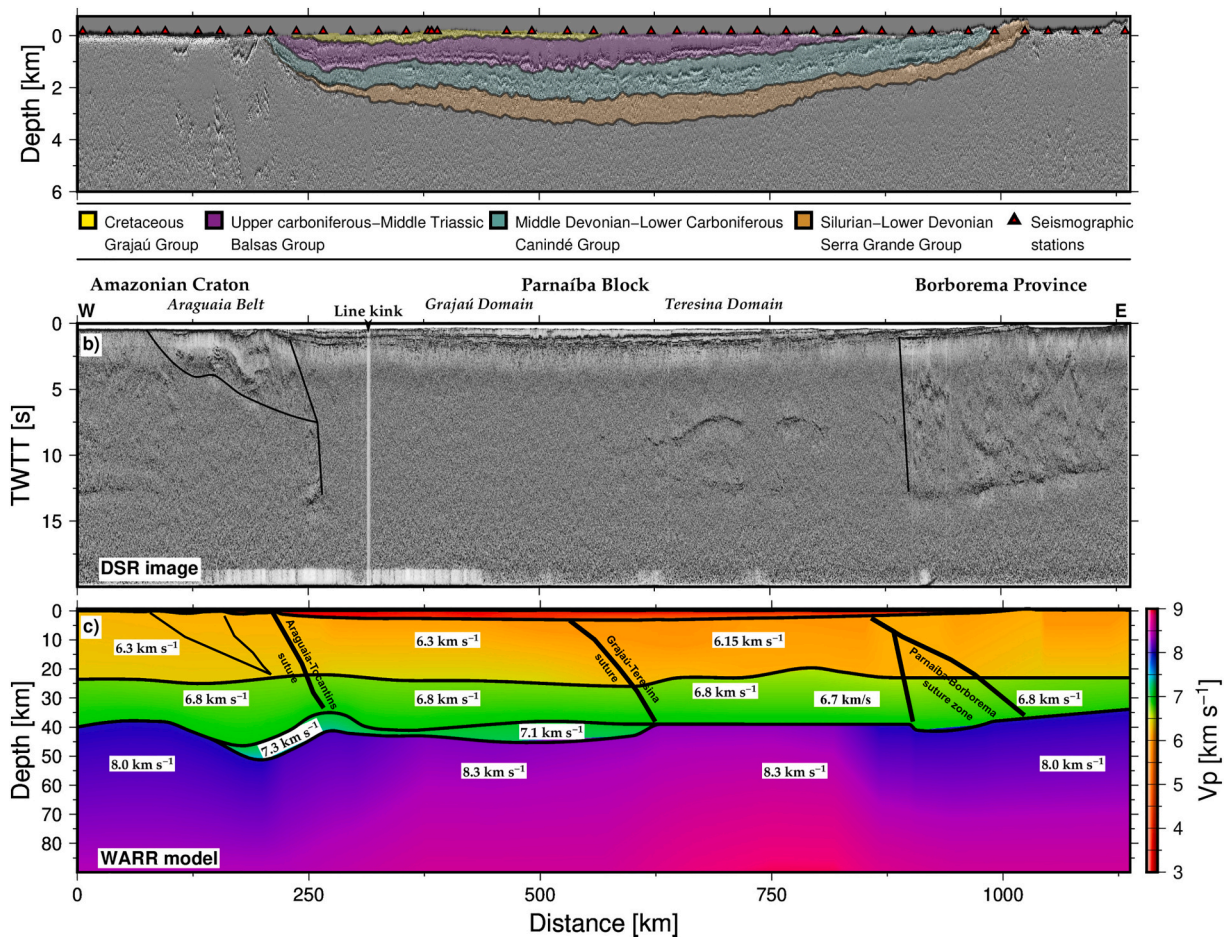 Depth [km]
0
2
4
6
Cretaceous
Grajaú Group
Upper carboniferous−Middle Triassic
Balsas Group
Middle Devonian−Lower Carboniferous
Canindé Group
Silurian−Lower Devonian
Serra Grande Group
Seismographic
stations
Amazonian Craton
Parnaíba Block
Borborema Province
Araguaia Belt
Grajaú Domain
Teresina Domain
W
Line kink
E
b)
TWTT [s]
0
5
10
15
DSR image
c)
Depth [km]
0
10
20
30
40
50
60
70
80
6.3 km s⁻¹
Araguaia-Tocantins
suture
6.3 km s⁻¹
Grajaú-Teresina
suture
6.15 km s⁻¹
Parnaiba-Borborema
suture zone
6.8 km s⁻¹
6.8 km s⁻¹
6.8 km s⁻¹
6.7 km/s
6.8 km s⁻¹
7.3 km s⁻¹
7.1 km s⁻¹
8.0 km s⁻¹
8.3 km s⁻¹
8.3 km s⁻¹
8.0 km s⁻¹
WARR model
0
250
500
750
1000
Distance [km]
9
8
7
6
5
4
3
Vp [km s⁻¹]